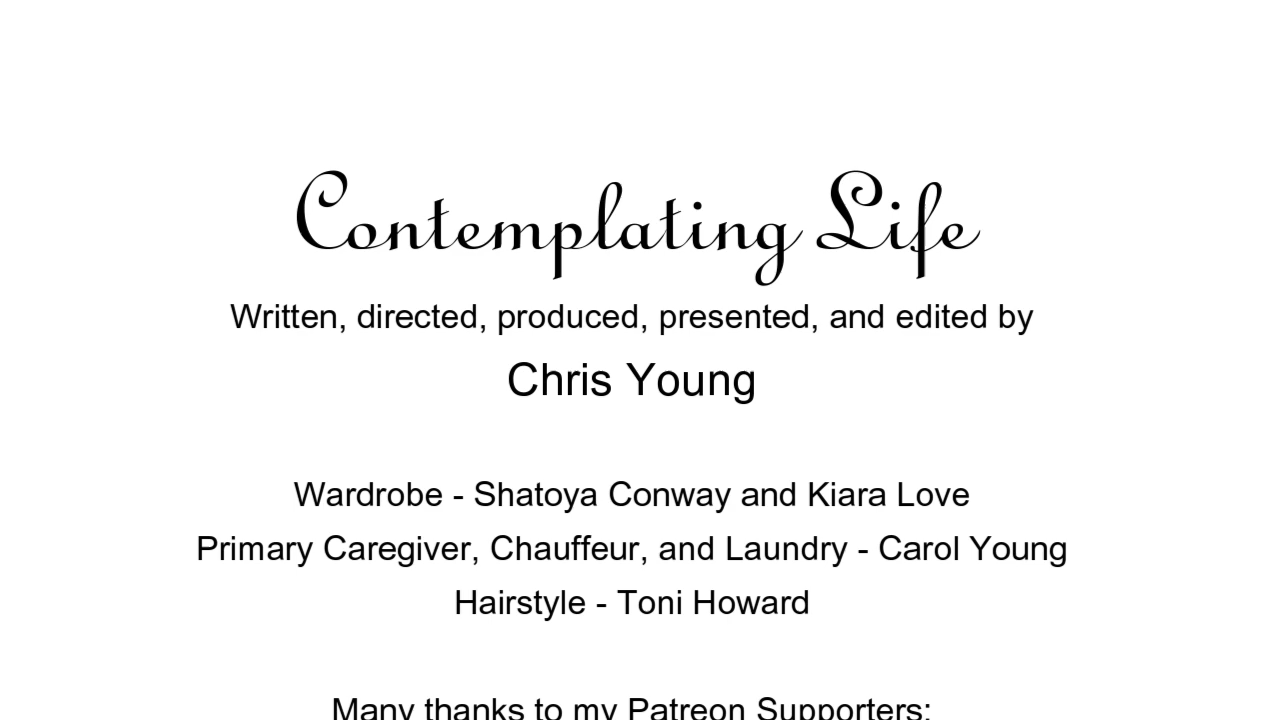 Contemplating Life
Written, directed, produced, presented, and edited by
Chris Young
Wardrobe - Shatoya Conway and Kiara Love
Primary Caregiver, Chauffeur, and Laundry - Carol Young
Hairstyle - Toni Howard
Many thanks to my Patreon Supporters: